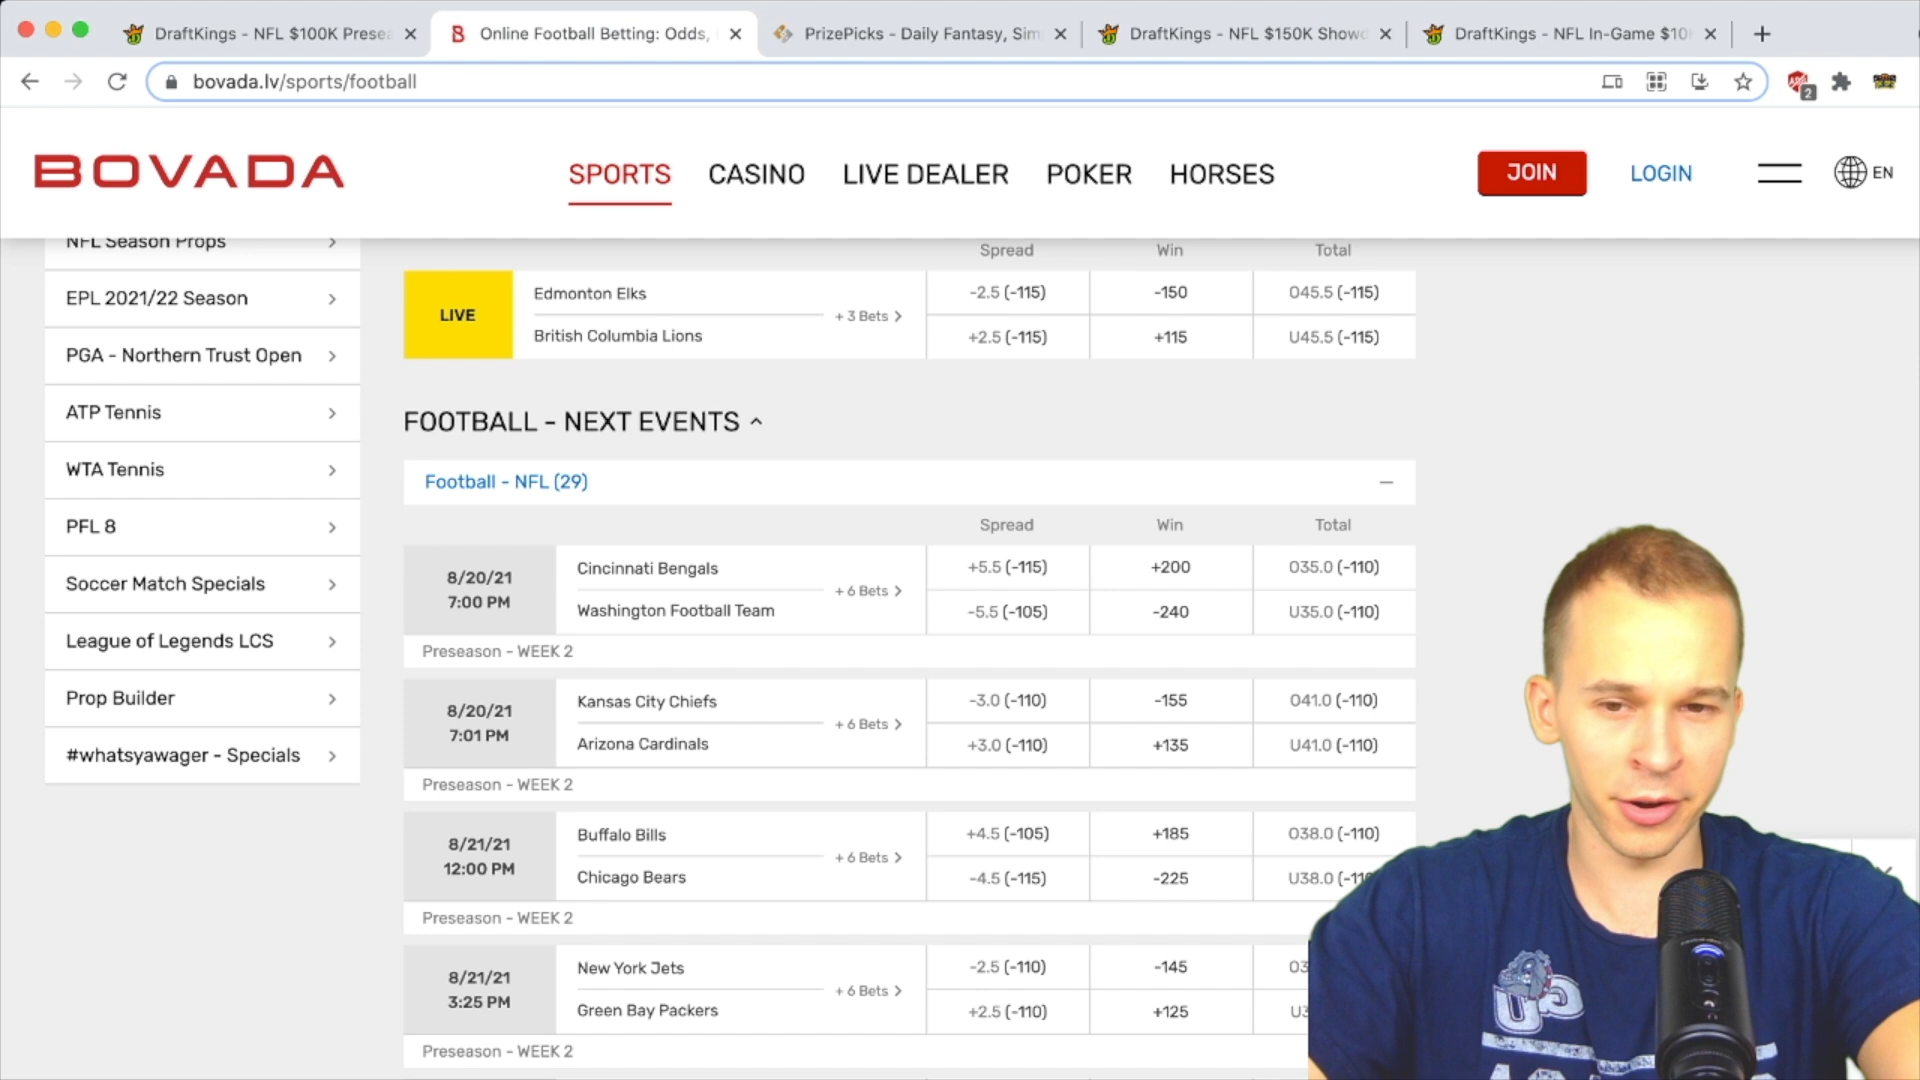 DraftKings - NFL $100K Presea
Online Football Betting: Odds,
PrizePicks - Daily Fantasy, Sim
DraftKings - NFL $150K Showd
DraftKings - NFL In-Game $10
bovada.lv/sports/football
2
BOVADA
SPORTS CASINO LIVE DEALER POKER HORSES
JOIN LOGIN EN
NFL Season Props
EPL 2021/22 Season
PGA - Northern Trust Open
ATP Tennis
WTA Tennis
PFL 8
Soccer Match Specials
League of Legends LCS
Prop Builder
#whatsyawager - Specials
Spread Win Total
LIVE
Edmonton Elks -2.5 (-115) -150 O45.5 (-115)
+ 3 Bets
British Columbia Lions +2.5 (-115) +115 U45.5 (-115)
FOOTBALL - NEXT EVENTS
Football - NFL (29)
Spread Win Total
8/20/21
7:00 PM
Cincinnati Bengals +5.5 (-115) +200 O35.0 (-110)
+ 6 Bets
Washington Football Team -5.5 (-105) -240 U35.0 (-110)
Preseason - WEEK 2
8/20/21
7:01 PM
Kansas City Chiefs -3.0 (-110) -155 O41.0 (-110)
+ 6 Bets
Arizona Cardinals +3.0 (-110) +135 U41.0 (-110)
Preseason - WEEK 2
8/21/21
12:00 PM
Buffalo Bills +4.5 (-105) +185 O38.0 (-110)
+ 6 Bets
Chicago Bears -4.5 (-115) -225 U38.0 (-110
Preseason - WEEK 2
8/21/21
3:25 PM
New York Jets -2.5 (-110) -145 O3
+ 6 Bets
Green Bay Packers +2.5 (-110) +125 U3
Preseason - WEEK 2